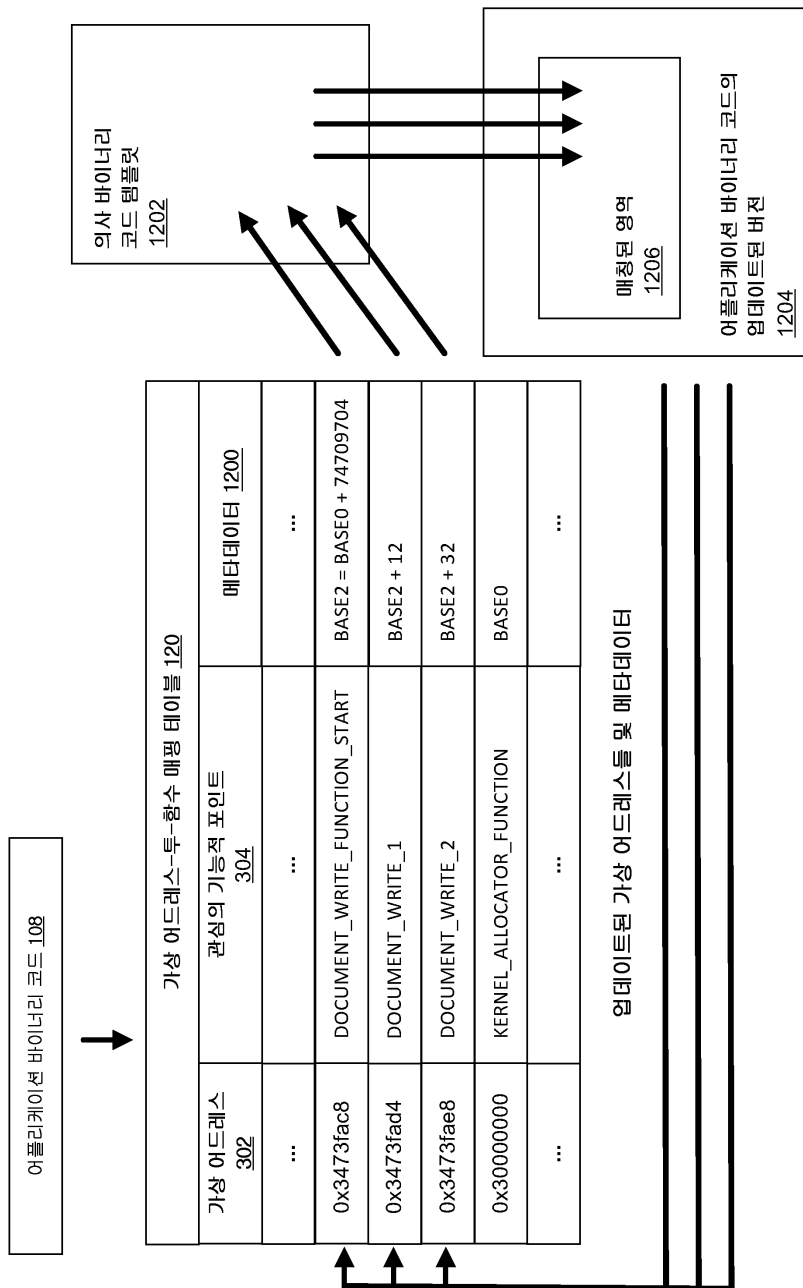 어플리케이션 바이너리 코드 108
가상 어드레스-투-함수 매핑 테이블 120
가상 어드레스
302
관심의 기능적 포인트
304
메타데이터 1200
...
...
...
0x3473fac8
DOCUMENT_WRITE_FUNCTION_START
BASE2 = BASE0 + 74709704
0x3473fad4
DOCUMENT_WRITE_1
BASE2 + 12
0x3473fae8
DOCUMENT_WRITE_2
BASE2 + 32
0x30000000
KERNEL_ALLOCATOR_FUNCTION
BASE0
...
...
...
업데이트된 가상 어드레스들 및 메타데이터
의사 바이너리
코드 템플릿
1202
매칭된 영역
1206
어플리케이션 바이너리 코드의
업데이트된 버전
1204